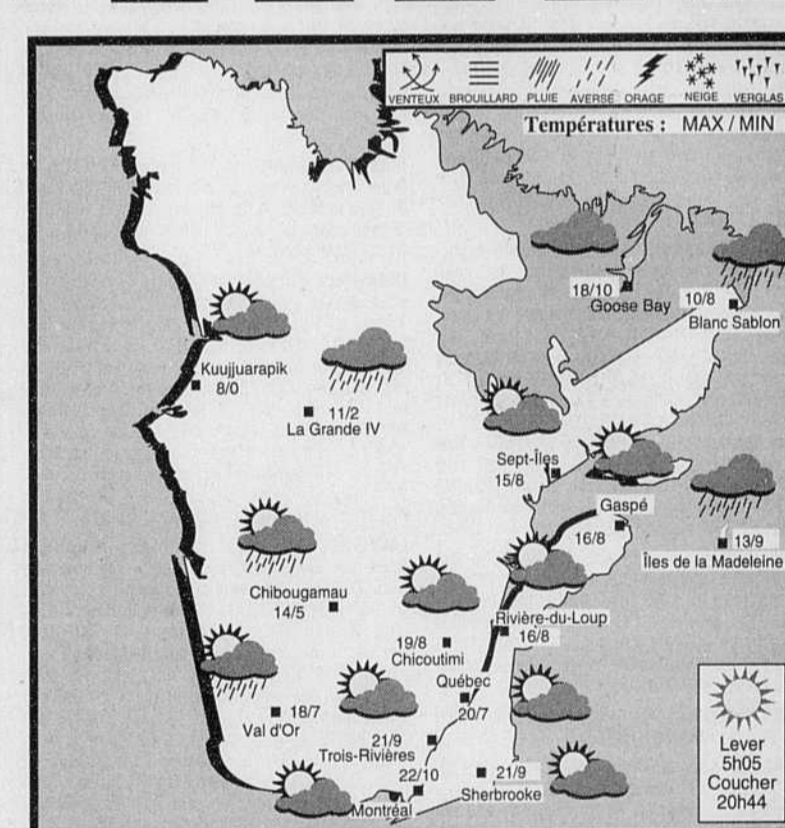 VENTEUX BROUILLARD PLUIE AVERSE ORAGE NEIGE VERGLAS
Températures : MAX / MIN
18/10
Goose Bay
10/8
Blanc Sablon
Kuujjuarapik
8/0
11/2
La Grande IV
Sept-Îles
15/8
Gaspé
16/8
13/9
Îles de la Madeleine
Chibougamau
14/5
Rivière-du-Loup
16/8
19/8
Chicoutimi
Québec
20/7
18/7
Val d'Or
21/9
Trois-Rivières
22/10
Montréal
21/9
Sherbrooke
Lever
5h05
Coucher
20h44